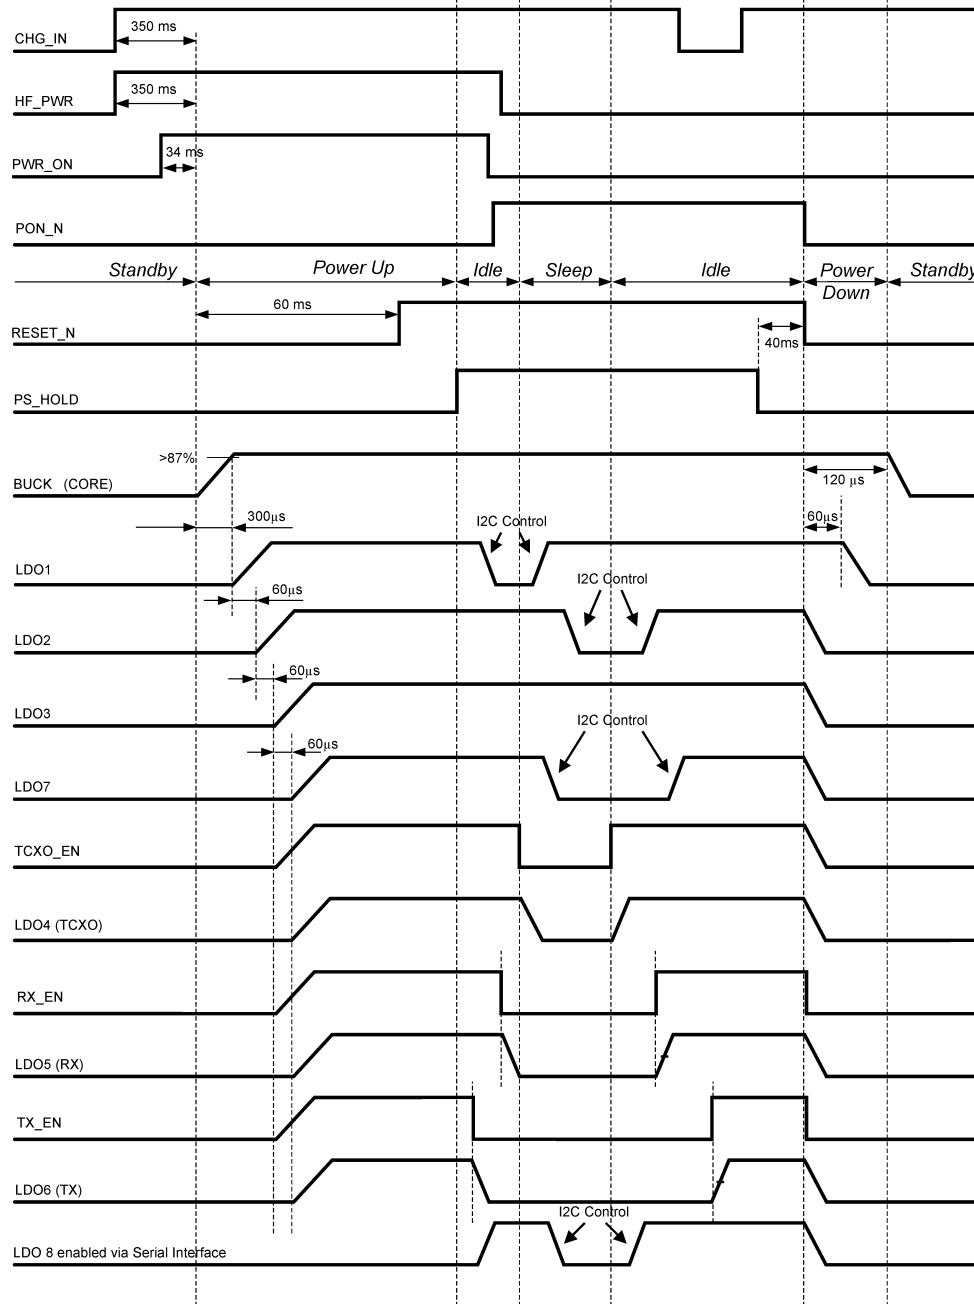 CHG_IN
350 ms
HF_PWR
350 ms
PWR_ON
34 ms
PON_N
Standby
Power Up
Idle
Sleep
Idle
Power Down
Standby
RESET_N
60 ms
40ms
PS_HOLD
>87%
BUCK (CORE)
120 µs
300µs
I2C Control
60µs
LDO1
60µs
I2C Control
LDO2
60µs
LDO3
60µs
I2C Control
LDO7
TCXO_EN
LDO4 (TCXO)
RX_EN
LDO5 (RX)
TX_EN
LDO6 (TX)
I2C Control
LDO 8 enabled via Serial Interface